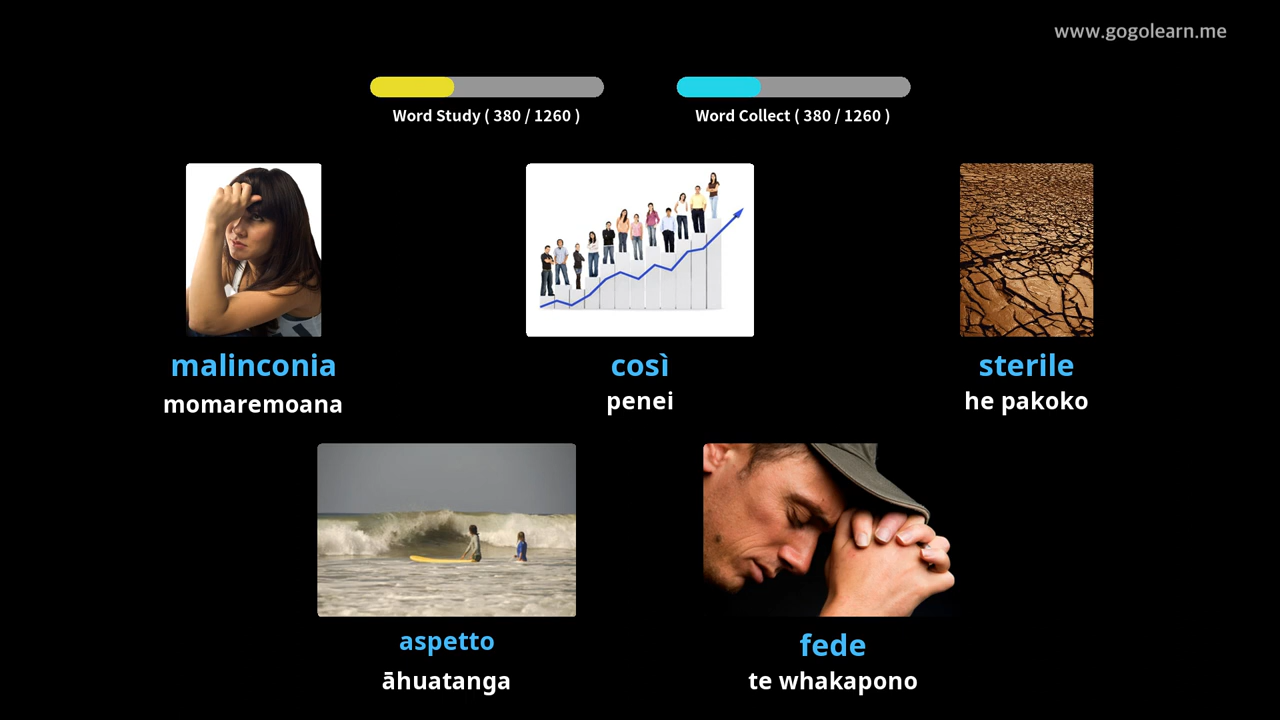 www.gogolearn.me
Word Study ( 380 / 1260 )
Word Collect ( 380 / 1260 )
malinconia
momaremoana
così
penei
sterile
he pakoko
aspetto
āhuatanga
fede
te whakapono